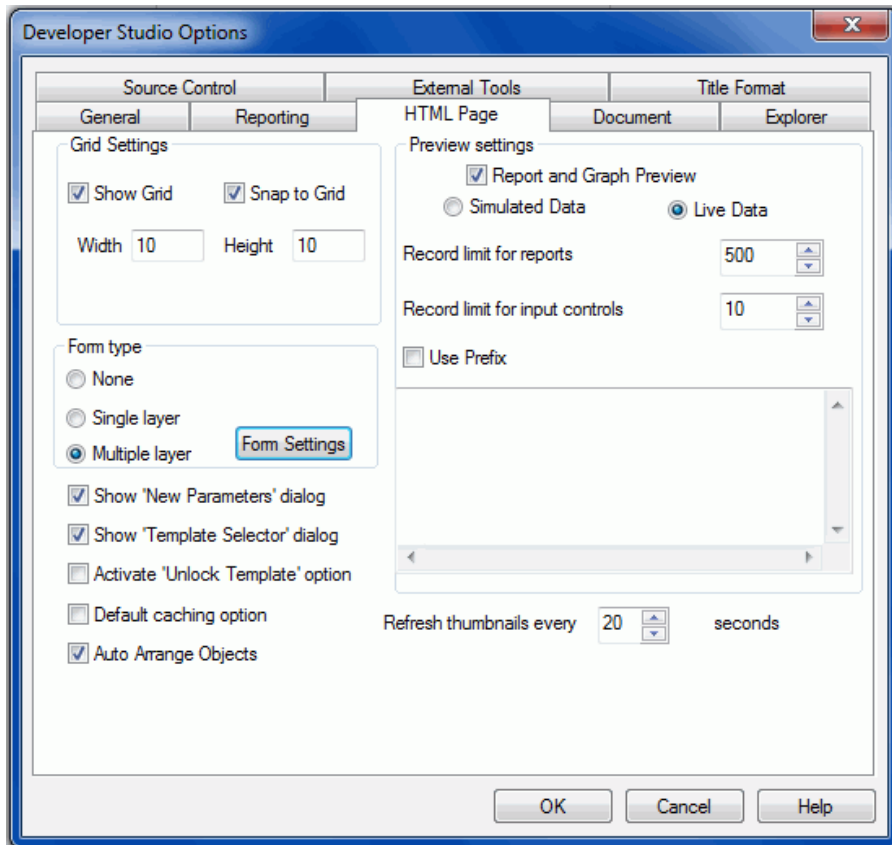 Developer Studio Options
Source Control External Tools Title Format
General Reporting HTML Page Document Explorer
Grid Settings
Show Grid Snap to Grid
Width 10 Height 10
Form type
None
Single layer
Multiple layer Form Settings
Show 'New Parameters' dialog
Show 'Template Selector' dialog
Activate 'Unlock Template' option
Default caching option
Auto Arrange Objects
Preview settings
Report and Graph Preview
Simulated Data Live Data
Record limit for reports 500
Record limit for input controls 10
Use Prefix
Refresh thumbnails every 20 seconds
OK Cancel Help